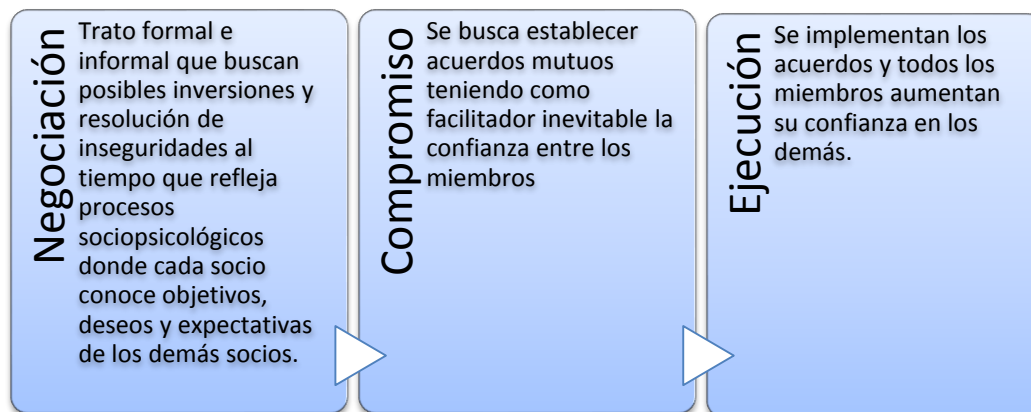 Negociación
Trato formal e
informal que buscan
posibles inversiones y
resolución de
inseguridades al
tiempo que refleja
procesos
sociopsicológicos
donde cada socio
conoce objetivos,
deseos y expectativas
de los demás socios.
Compromiso
Se busca establecer
acuerdos mutuos
teniendo como
facilitador inevitable la
confianza entre los
miembros
Ejecución
Se implementan los
acuerdos y todos los
miembros aumentan
su confianza en los
demás.